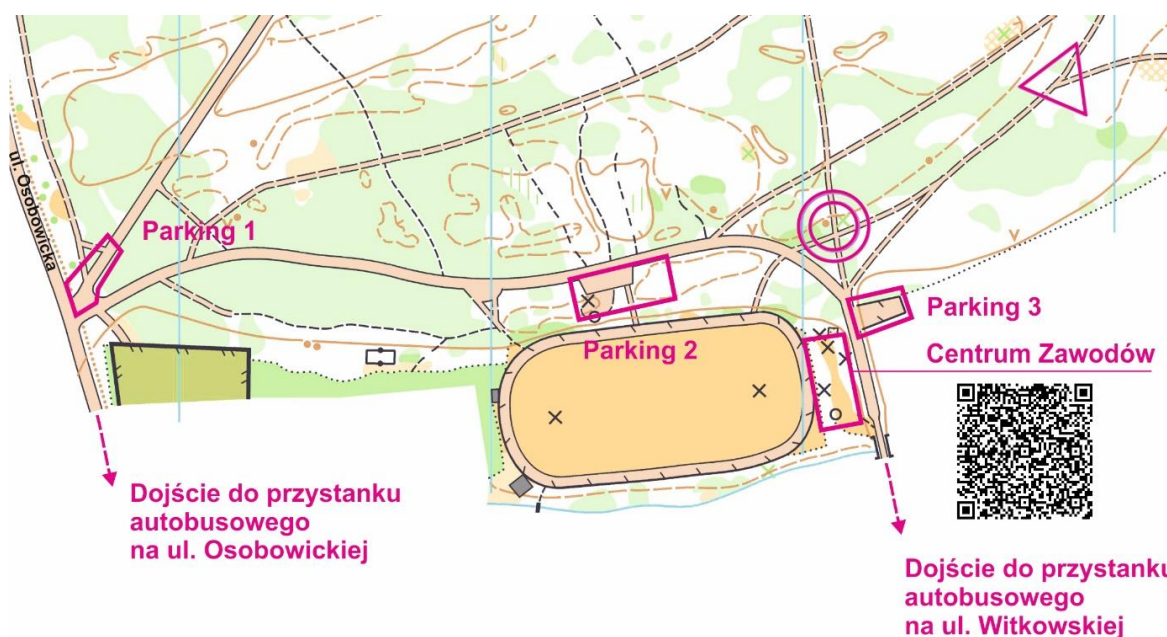 ul. Osobowicka
Parking 1
Parking 2
Parking 3
Centrum Zawodów
Dojście do przystanku
autobusowego
na ul. Osobowickiej
Dojście do przystanku
autobusowego
na ul. Witkowskiej